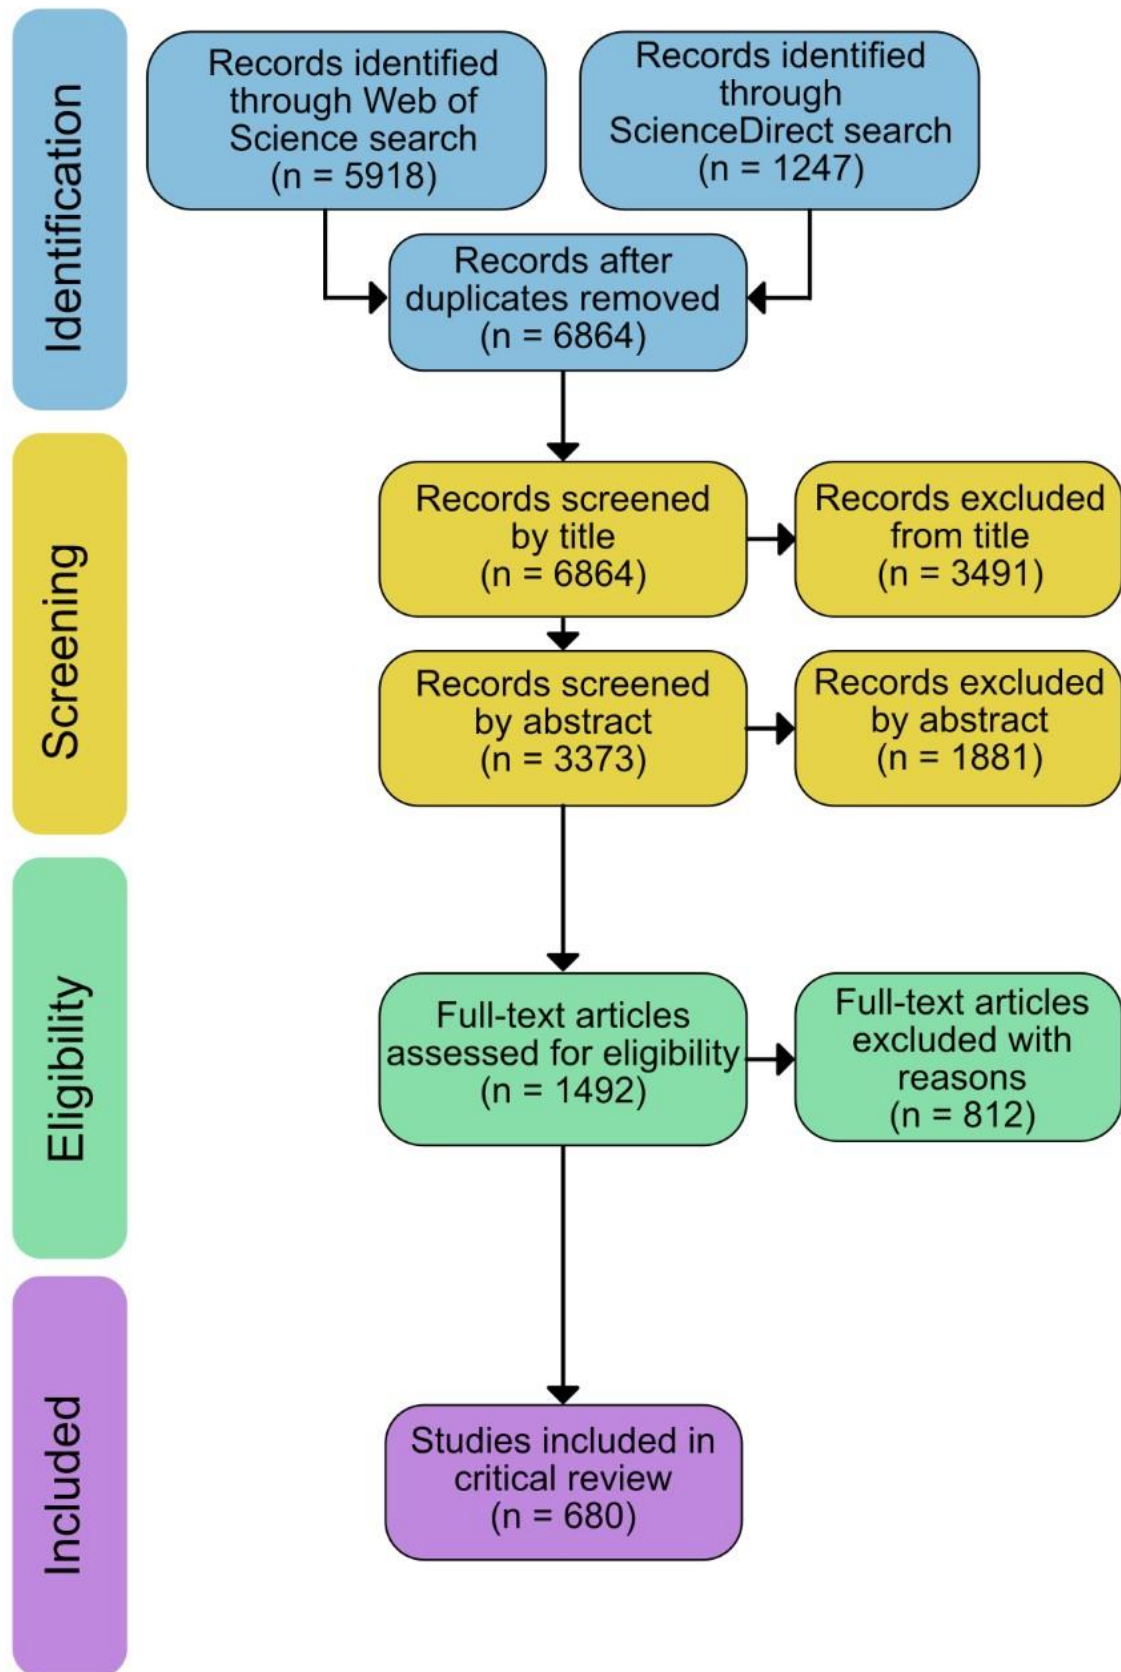 Identification
Records identified
through Web of
Science search
(n = 5918)
Records identified
through
ScienceDirect search
(n = 1247)
Records after
duplicates removed
(n = 6864)
Screening
Records screened
by title
(n = 6864)
Records excluded
from title
(n = 3491)
Records screened
by abstract
(n = 3373)
Records excluded
by abstract
(n = 1881)
Eligibility
Full-text articles
assessed for eligibility
(n = 1492)
Full-text articles
excluded with
reasons
(n = 812)
Included
Studies included in
critical review
(n = 680)